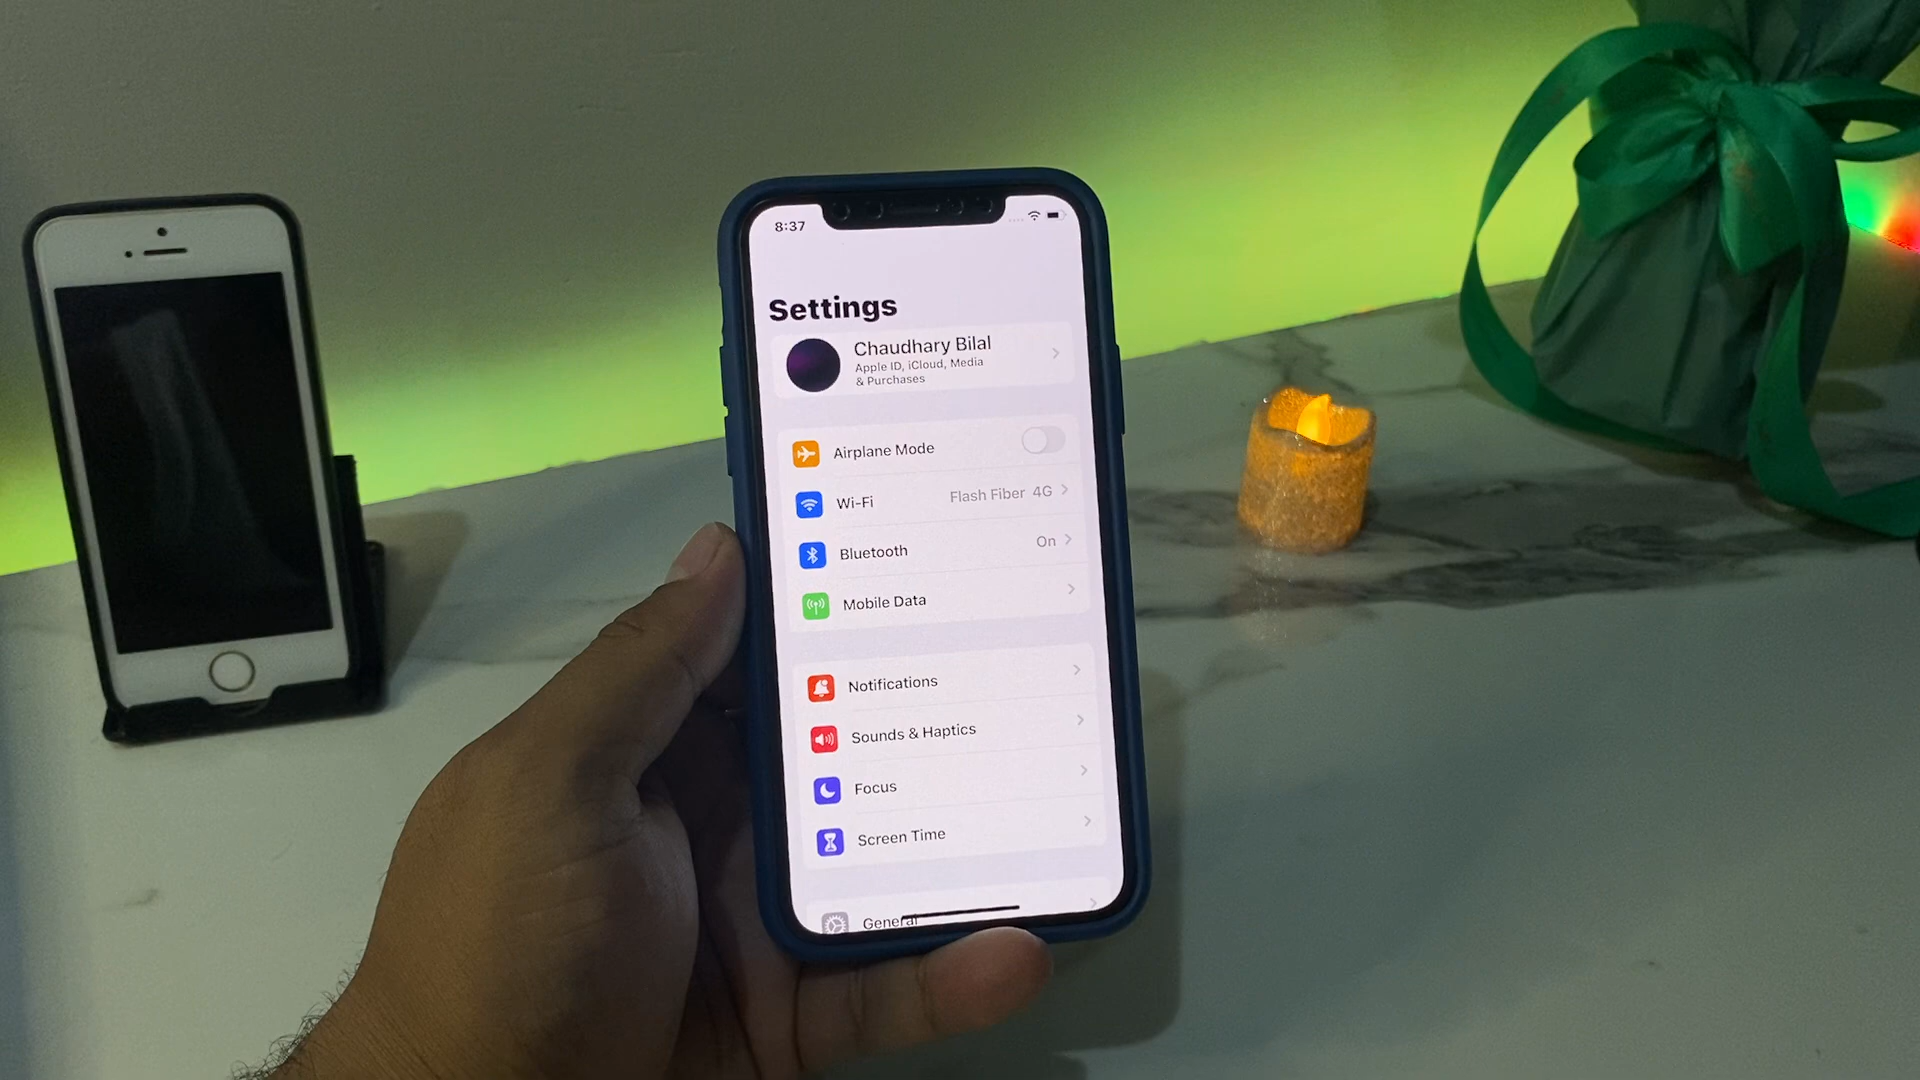 8:37
Settings
Chaudhary Bilal
Apple ID, iCloud, Media
& Purchases
Airplane Mode
Wi-Fi Flash Fiber 4G
Bluetooth On
Mobile Data
Notifications
Sounds & Haptics
Focus
Screen Time
General